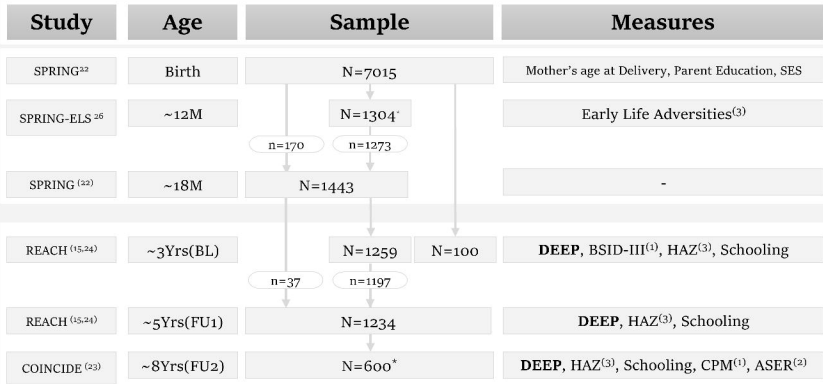 Study Age Sample Measures
SPRING22 Birth N=7015 Mother's age at Delivery, Parent Education, SES
SPRING-ELS 26 ~12M N=1304* Early Life Adversities(3)
n=170 n=1273
SPRING (22) ~18M N=1443 -
REACH (15,24) ~3Yrs(BL) N=1259 N=100 DEEP, BSID-III(1), HAZ(3), Schooling
n=37 n=1197
REACH (15,24) ~5Yrs(FU1) N=1234 DEEP, HAZ(3), Schooling
COINCIDE (23) ~8Yrs(FU2) N=600* DEEP, HAZ(3), Schooling, CPM(1), ASER(2)